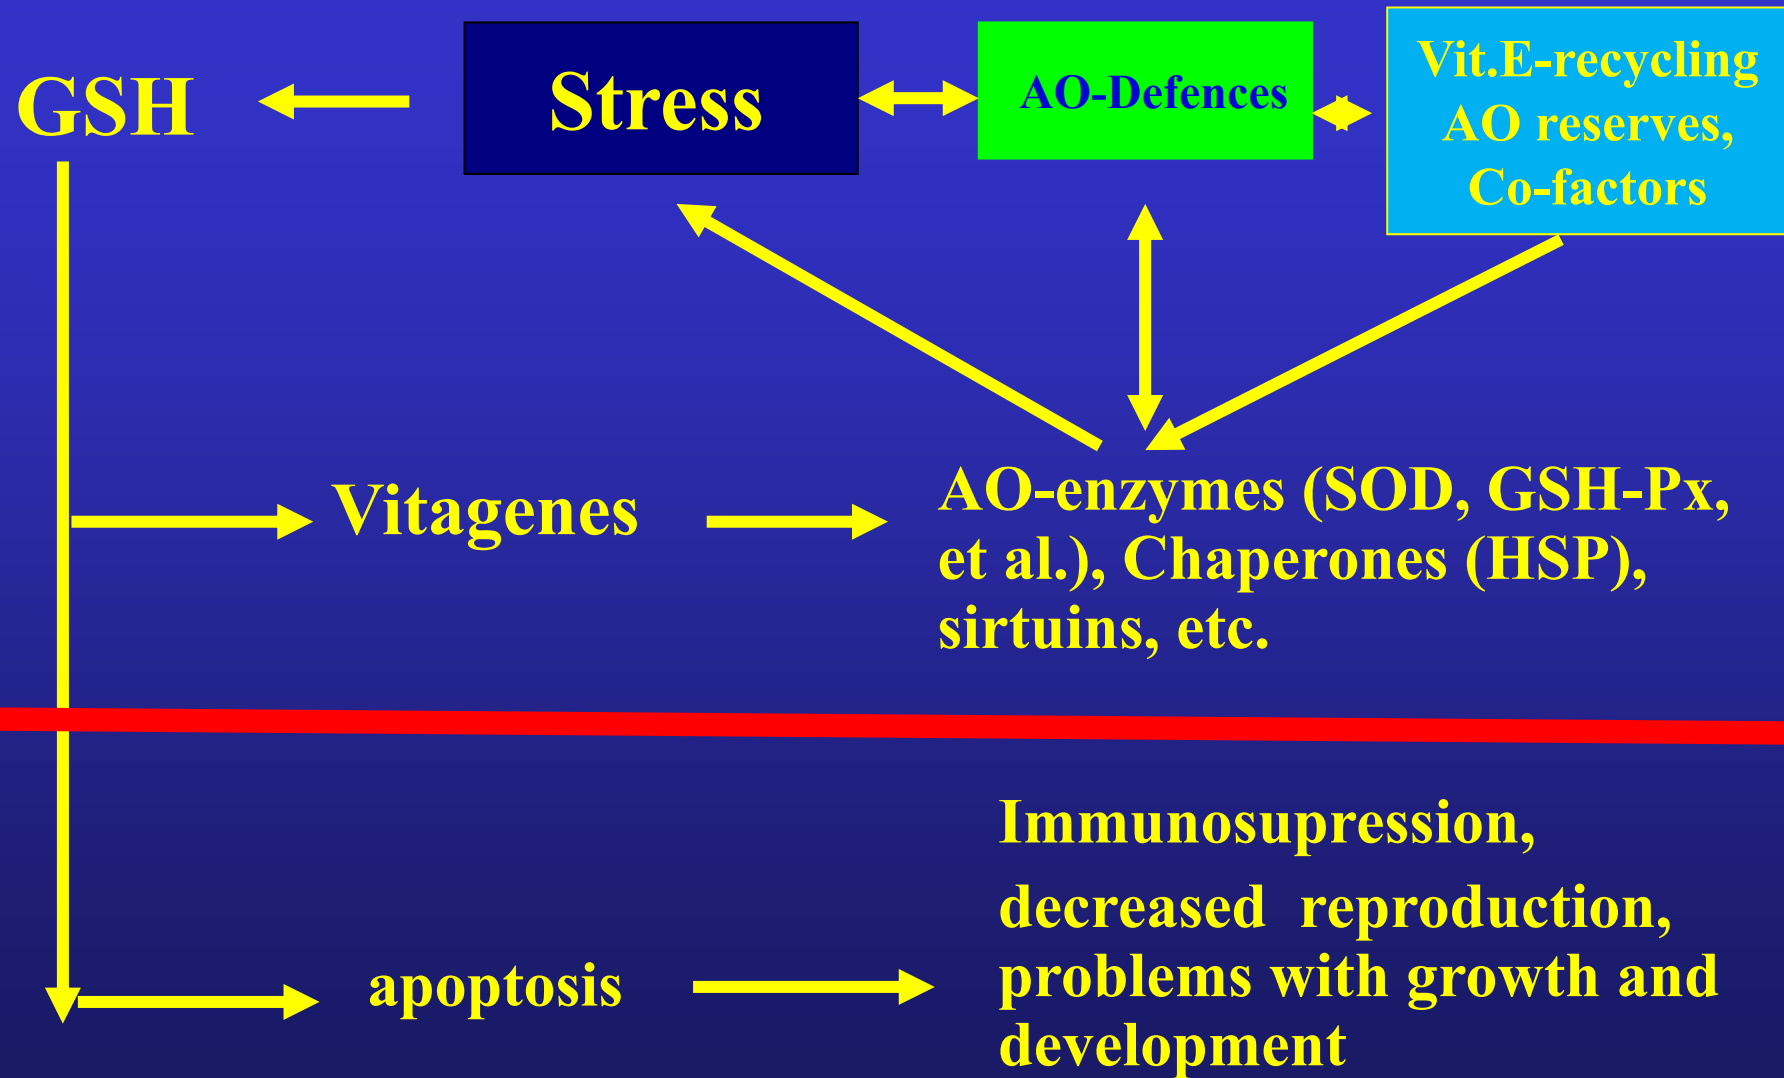 GSH
Stress
AO-Defences
Vit.E-recycling
AO reserves,
Co-factors
Vitagenes
AO-enzymes (SOD, GSH-Px,
et al.), Chaperones (HSP),
sirtuins, etc.
apoptosis
Immunosupression,
decreased reproduction,
problems with growth and
development